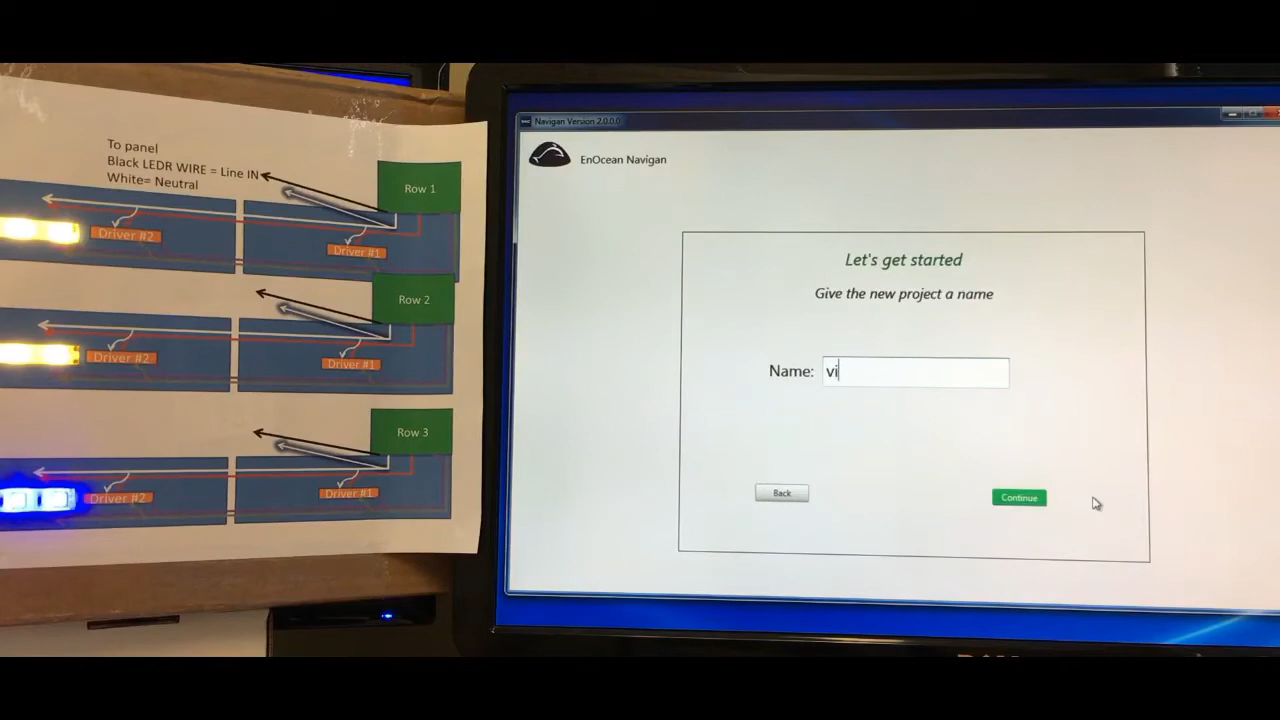 To panel
Black LEDR WIRE = Line IN
White= Neutral
Row 1
Driver #2
Driver #1
Row 2
Driver #2
Driver #1
Row 3
Driver #2
Driver #1
Navigan Version 2.0.0.0
EnOcean Navigan
Let's get started
Give the new project a name
Name: vi
Back
Continue